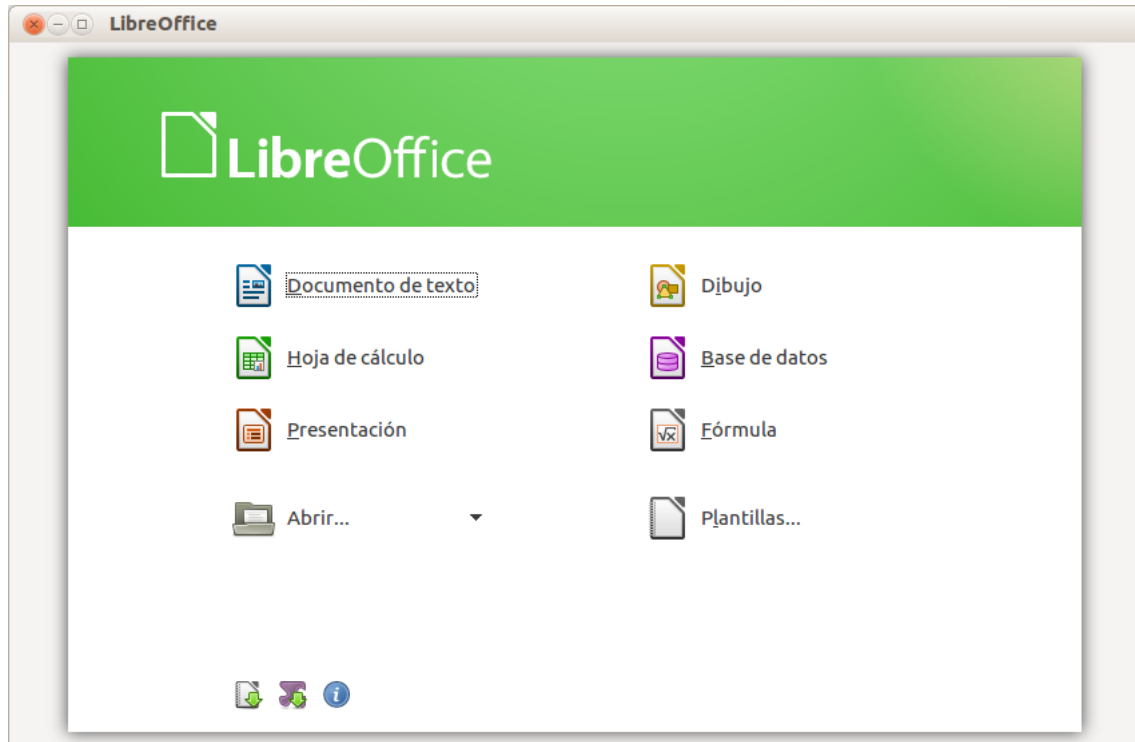 LibreOffice
LibreOffice
Documento de texto
Dibujo
Hoja de cálculo
Base de datos
Presentación
Fórmula
Abrir...
Plantillas...